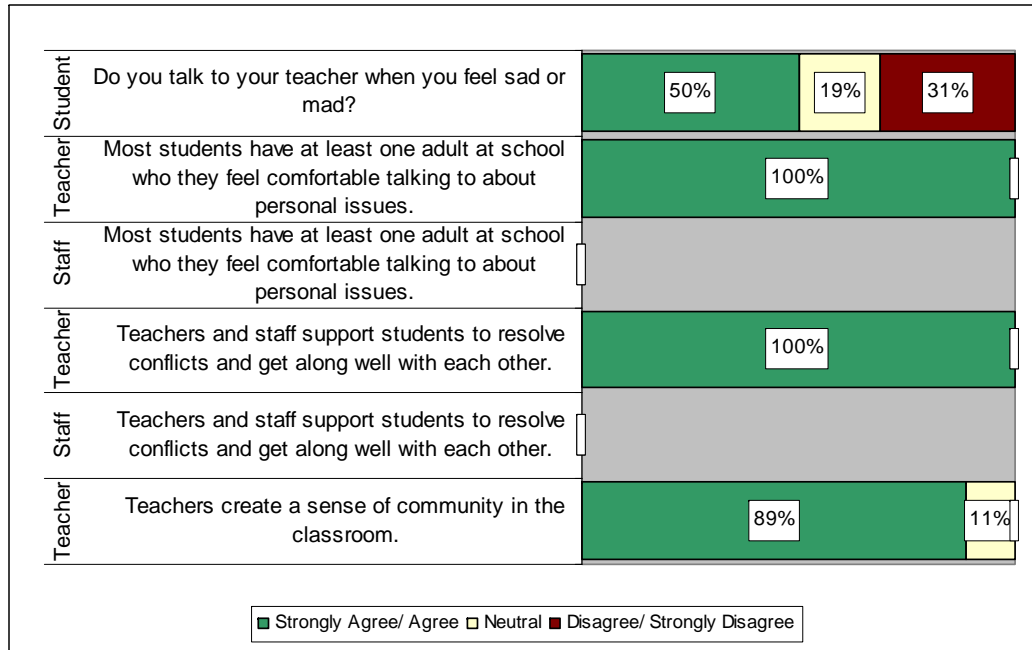 Student
Do you talk to your teacher when you feel sad or
mad?
50%
19%
31%
Teacher
Most students have at least one adult at school
who they feel comfortable talking to about
personal issues.
100%
Staff
Most students have at least one adult at school
who they feel comfortable talking to about
personal issues.
Teacher
Teachers and staff support students to resolve
conflicts and get along well with each other.
100%
Staff
Teachers and staff support students to resolve
conflicts and get along well with each other.
Teacher
Teachers create a sense of community in the
classroom.
89%
11%
Strongly Agree/ Agree Neutral Disagree/ Strongly Disagree